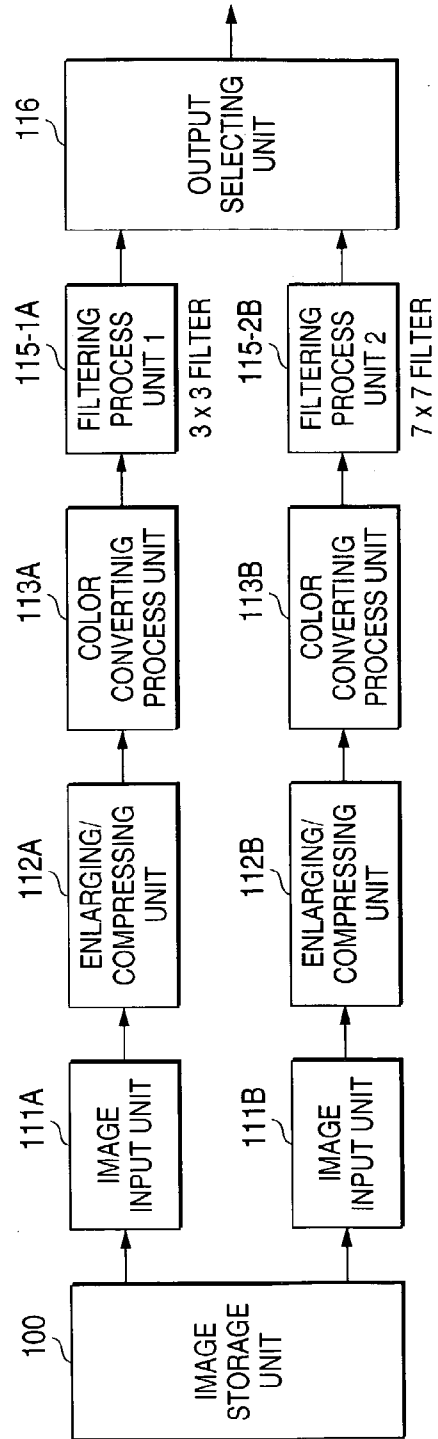 100
IMAGE
STORAGE
UNIT
111A
IMAGE
INPUT UNIT
112A
ENLARGING/
COMPRESSING
UNIT
113A
COLOR
CONVERTING
PROCESS UNIT
115-1A
FILTERING
PROCESS
UNIT 1
3 x 3 FILTER
111B
IMAGE
INPUT UNIT
112B
ENLARGING/
COMPRESSING
UNIT
113B
COLOR
CONVERTING
PROCESS UNIT
115-2B
FILTERING
PROCESS
UNIT 2
7 x 7 FILTER
116
OUTPUT
SELECTING
UNIT